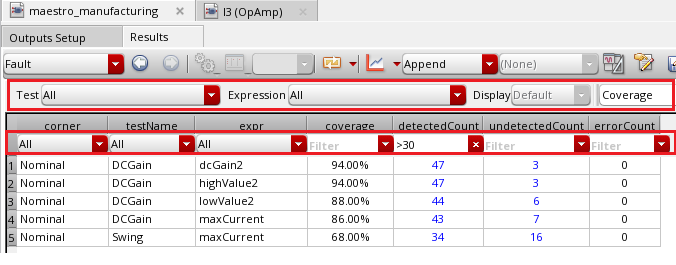 maestro_manufacturing × I3 (OpAmp) ×
Outputs Setup Results
Fault Append (None)
Test All Expression All Display Default Coverage
corner testName expr coverage detectedCount undetectedCount errorCount
All All All Filter >30 Filter Filter
1 Nominal DCGain dcGain2 94.00% 47 3 0
2 Nominal DCGain highValue2 94.00% 47 3 0
3 Nominal DCGain lowValue2 88.00% 44 6 0
4 Nominal DCGain maxCurrent 86.00% 43 7 0
5 Nominal Swing maxCurrent 68.00% 34 16 0